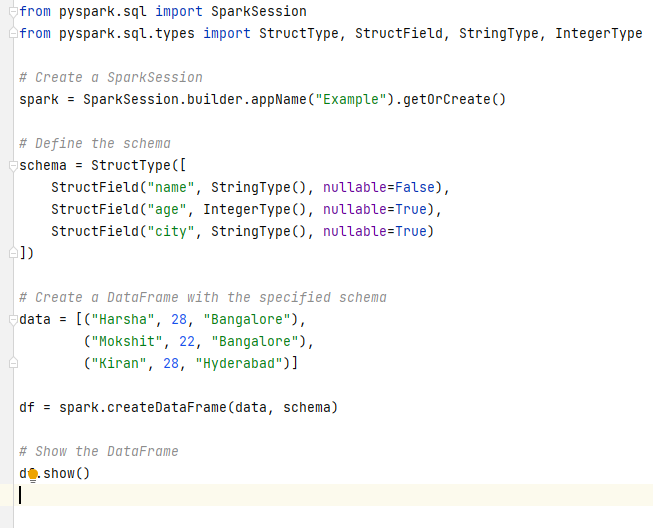 from pyspark.sql import SparkSession
from pyspark.sql.types import StructType, StructField, StringType, IntegerType
# Create a SparkSession
spark = SparkSession.builder.appName("Example").getOrCreate()
# Define the schema
schema = StructType([
    StructField("name", StringType(), nullable=False),
    StructField("age", IntegerType(), nullable=True),
    StructField("city", StringType(), nullable=True)
])
# Create a DataFrame with the specified schema
data = [("Harsha", 28, "Bangalore"),
        ("Mokshit", 22, "Bangalore"),
        ("Kiran", 28, "Hyderabad")]
df = spark.createDataFrame(data, schema)
# Show the DataFrame
df.show()